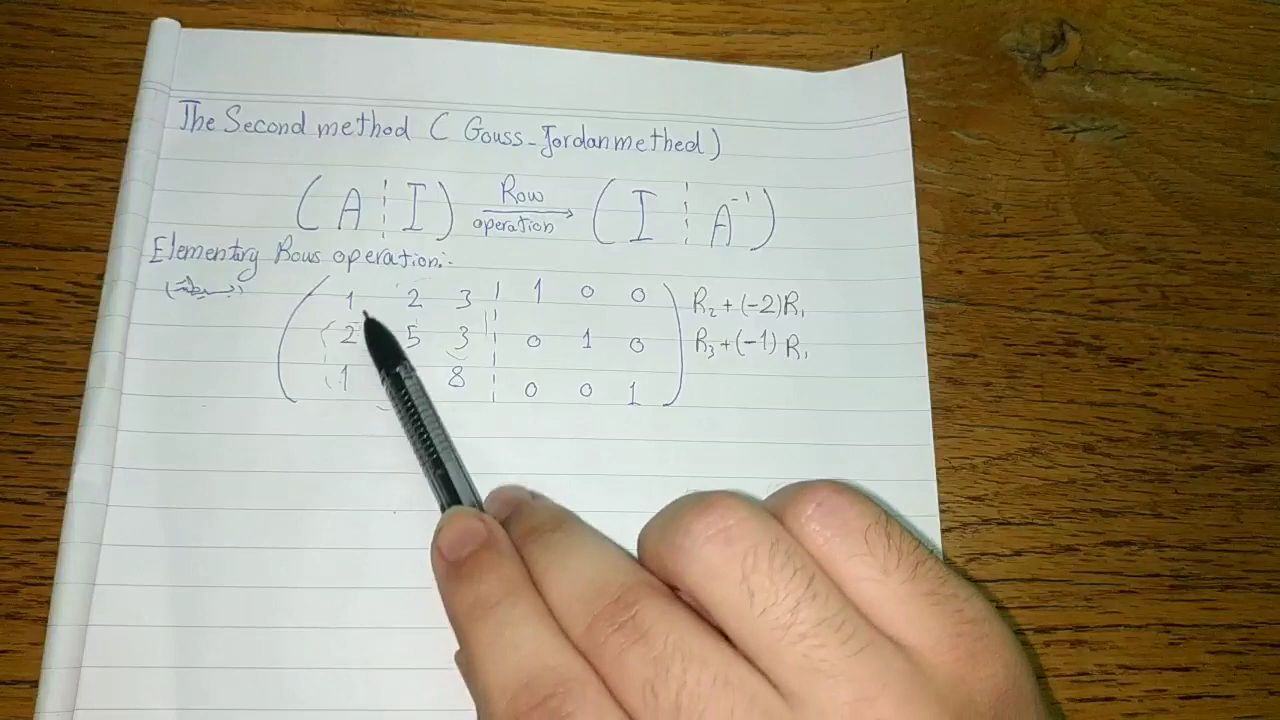 The Second method ( Gouss-Jordan method )
( A ¦ I ) Row operation → ( I ¦ A⁻¹ )
Elementry Rows operation:-
(بسيطة)
1 2 3 | 1 0 0 R₂+(-2)R₁
2 5 3 | 0 1 0 R₃+(-1)R₁
1 8 | 0 0 1